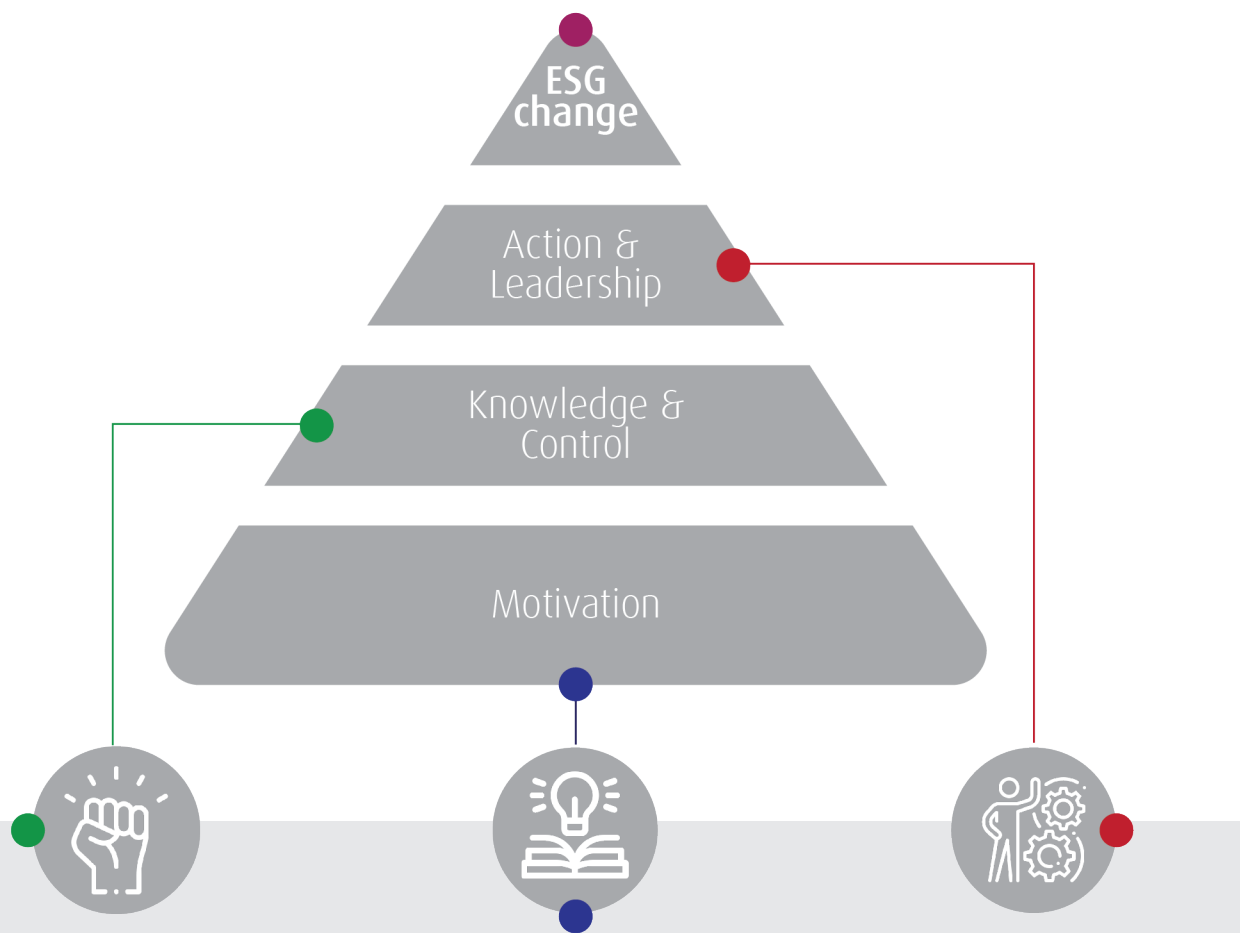 ESG
change
Action &
Leadership
Knowledge &
Control
Motivation